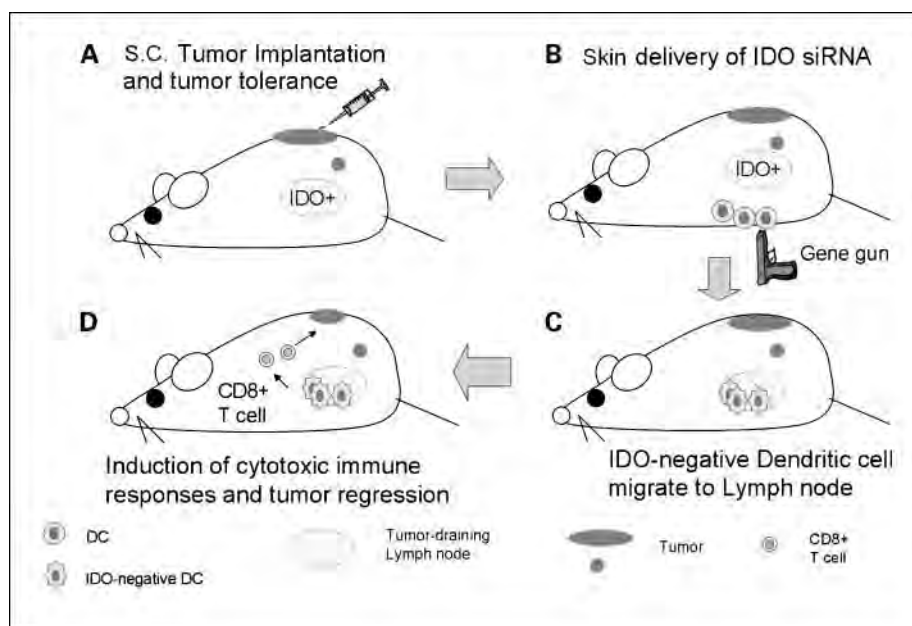 A S.C. Tumor Implantation
and tumor tolerance
IDO+
B Skin delivery of IDO siRNA
IDO+
Gene gun
C
IDO-negative Dendritic cell
migrate to Lymph node
D
CD8+
T cell
Induction of cytotoxic immune
responses and tumor regression
DC
IDO-negative DC
Tumor-draining
Lymph node
Tumor
CD8+
T cell